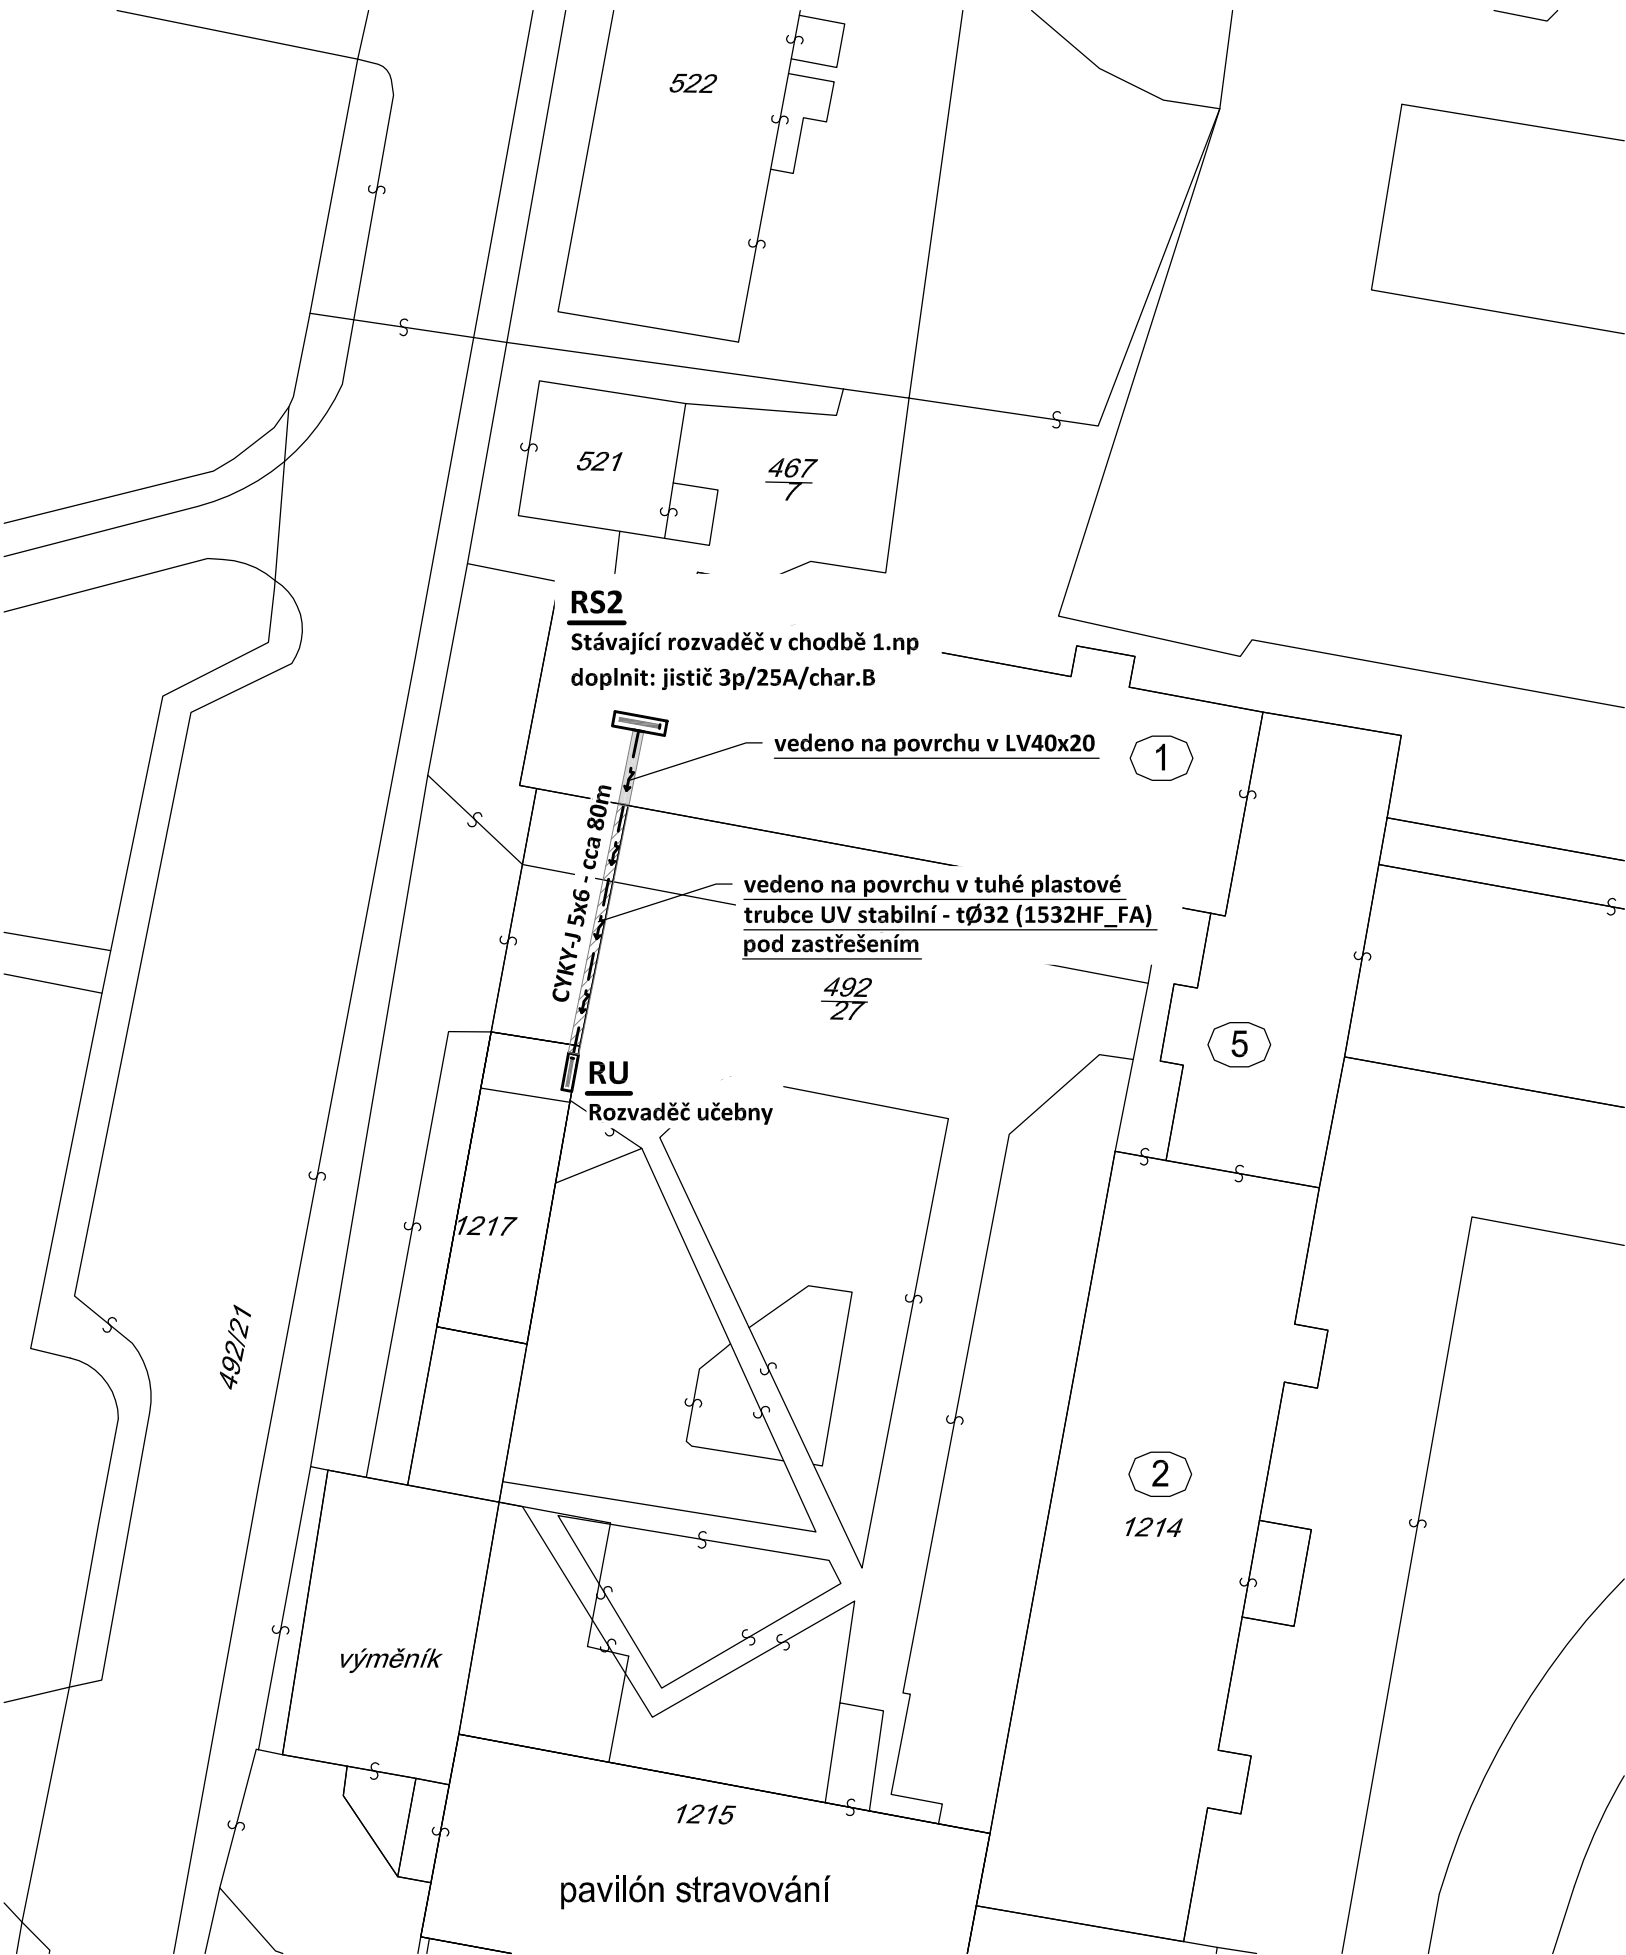 522
521
467
7
RS2
Stávající rozvaděč v chodbě 1.np
doplnit: jistič 3p/25A/char.B
vedeno na povrchu v LV40x20
1
CYKY-J 5x6 - cca 80m
vedeno na povrchu v tuhé plastové
trubce UV stabilní - tØ32 (1532HF_FA)
pod zastřešením
492
27
5
RU
Rozvaděč učebny
1217
492/21
2
1214
výměník
1215
pavilón stravování